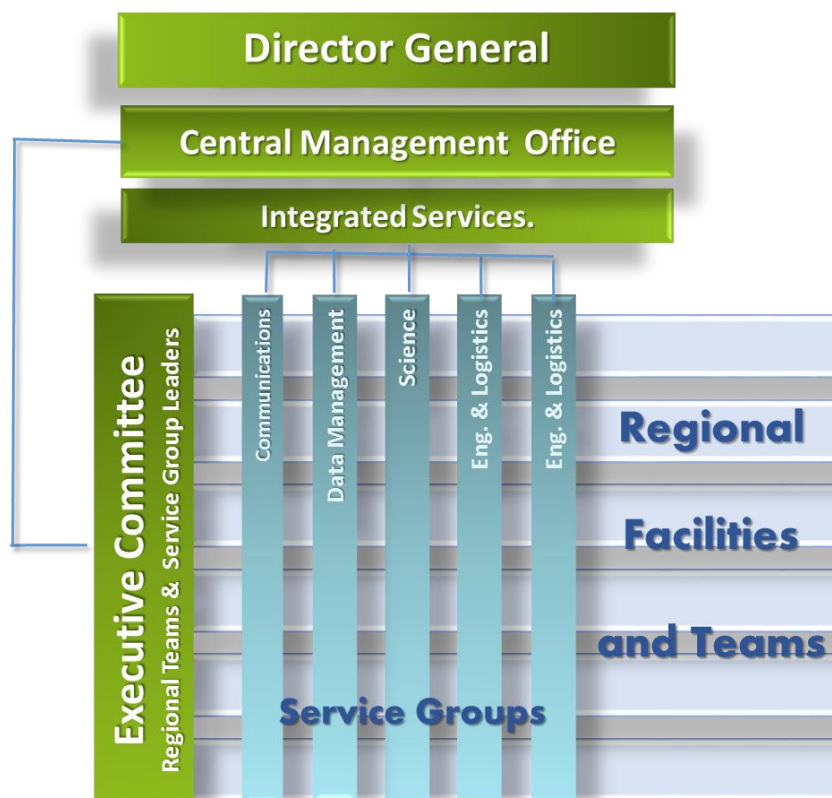 Director General
Central Management Office
Integrated Services.
Executive Committee
Regional Teams & Service Group Leaders
Communications
Data Management
Science
Eng. & Logistics
Eng. & Logistics
Regional
Facilities
and Teams
Service Groups